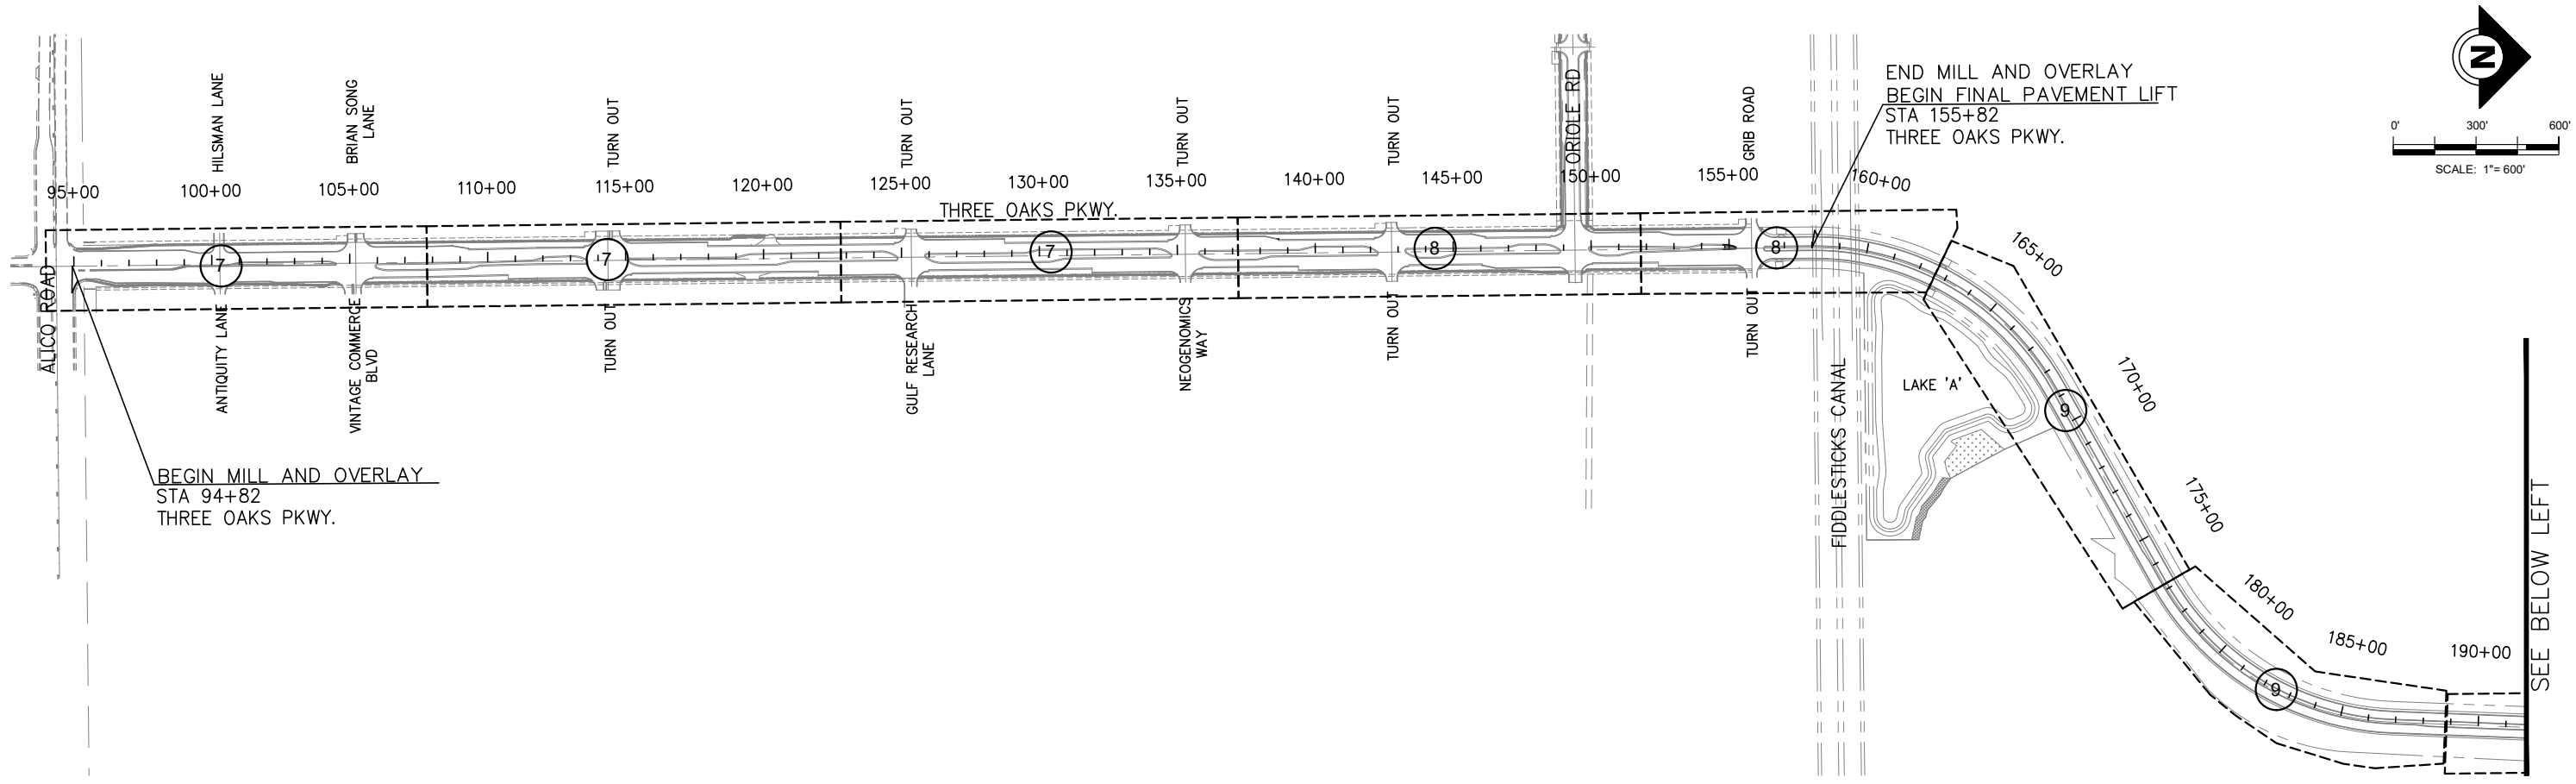 N
0' 300' 600'
SCALE: 1"= 600'
END MILL AND OVERLAY
BEGIN FINAL PAVEMENT LIFT
STA 155+82
THREE OAKS PKWY.
HILSMAN LANE
BRIAN SONG
LANE
TURN OUT
TURN OUT
TURN OUT
TURN OUT
ORIOLE RD
GRIB ROAD
95+00 100+00 105+00 110+00 115+00 120+00 125+00 130+00 135+00 140+00 145+00 150+00 155+00 160+00
165+00
170+00
175+00
180+00
185+00
190+00
THREE OAKS PKWY.
7 7 7 8 8
9
9
ALICO ROAD
ANTIQUITY LANE
VINTAGE COMMERCE
BLVD
TURN OUT
GULF RESEARCH
LANE
NEOGENOMICS
WAY
TURN OUT
TURN OUT
FIDDLESTICKS CANAL
LAKE 'A'
BEGIN MILL AND OVERLAY
STA 94+82
THREE OAKS PKWY.
SEE BELOW LEFT